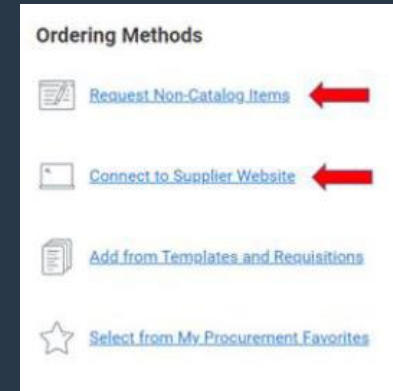 Ordering Methods
Request Non-Catalog Items
Connect to Supplier Website
Add from Templates and Requisitions
Select from My Procurement Favorites